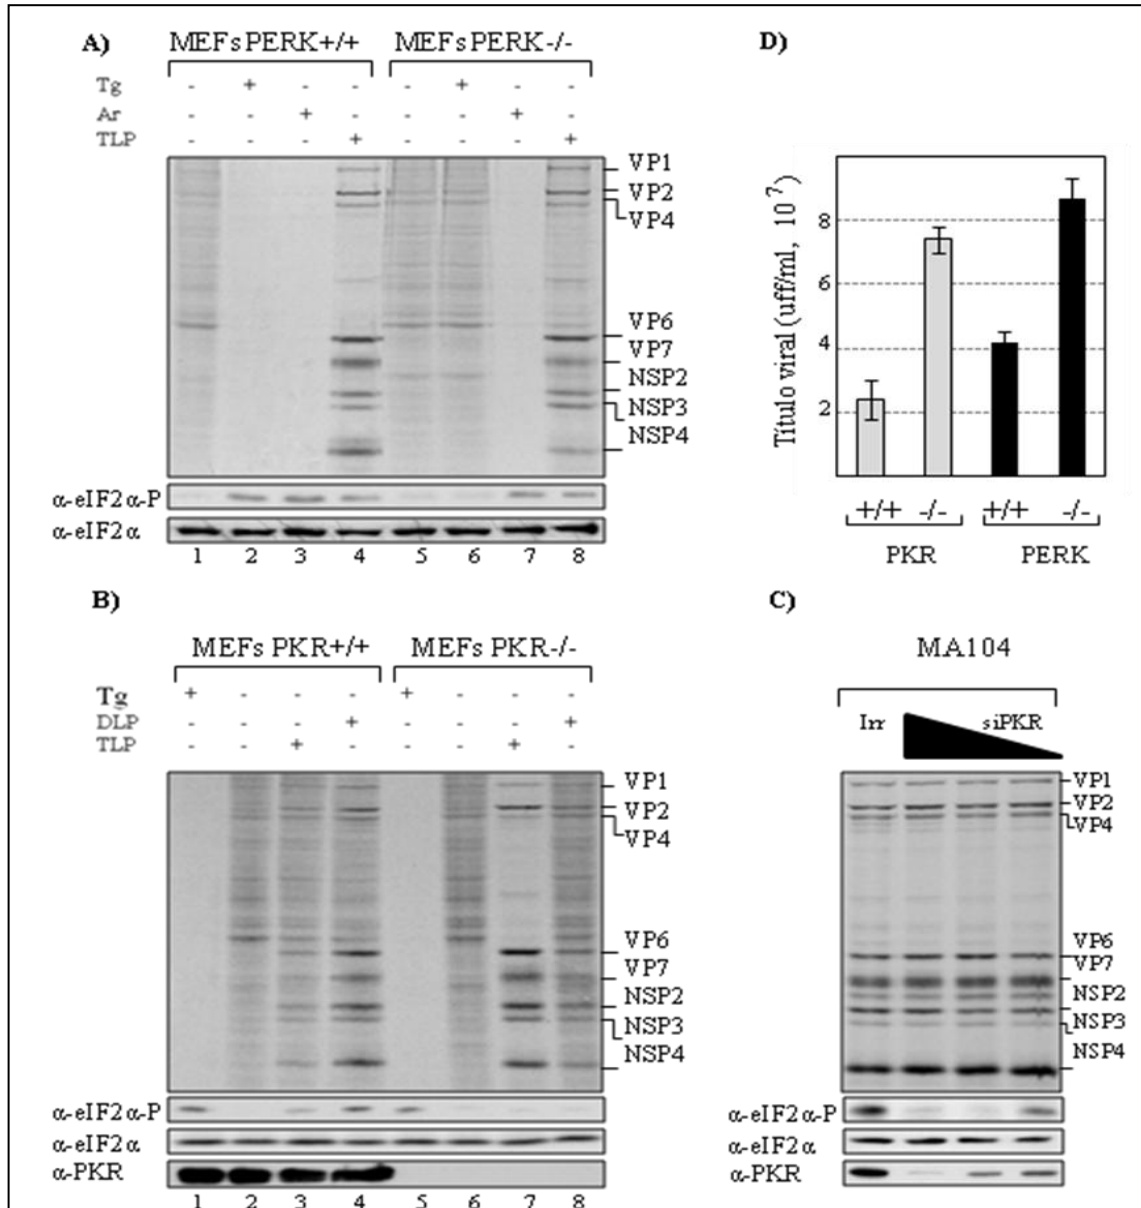 A)
MEFs PERK+/+ MEFs PERK-/-
Tg - + - - - + - -
Ar - - + - - - + -
TLP - - - + - - - +
VP1
VP2
VP4
VP6
VP7
NSP2
NSP3
NSP4
α-eIF2α-P
α-eIF2α
1 2 3 4 5 6 7 8
D)
Título viral (uff/ml, 10^7)
8
6
4
2
+/+ -/- +/+ -/-
PKR PERK
B)
MEFs PKR+/+ MEFs PKR-/-
Tg + - - - + - - -
DLP - - - + - - - +
TLP - - + - - - + -
VP1
VP2
VP4
VP6
VP7
NSP2
NSP3
NSP4
α-eIF2α-P
α-eIF2α
α-PKR
1 2 3 4 5 6 7 8
C)
MA104
Irr siPKR
VP1
VP2
VP4
VP6
VP7
NSP2
NSP3
NSP4
α-eIF2α-P
α-eIF2α
α-PKR